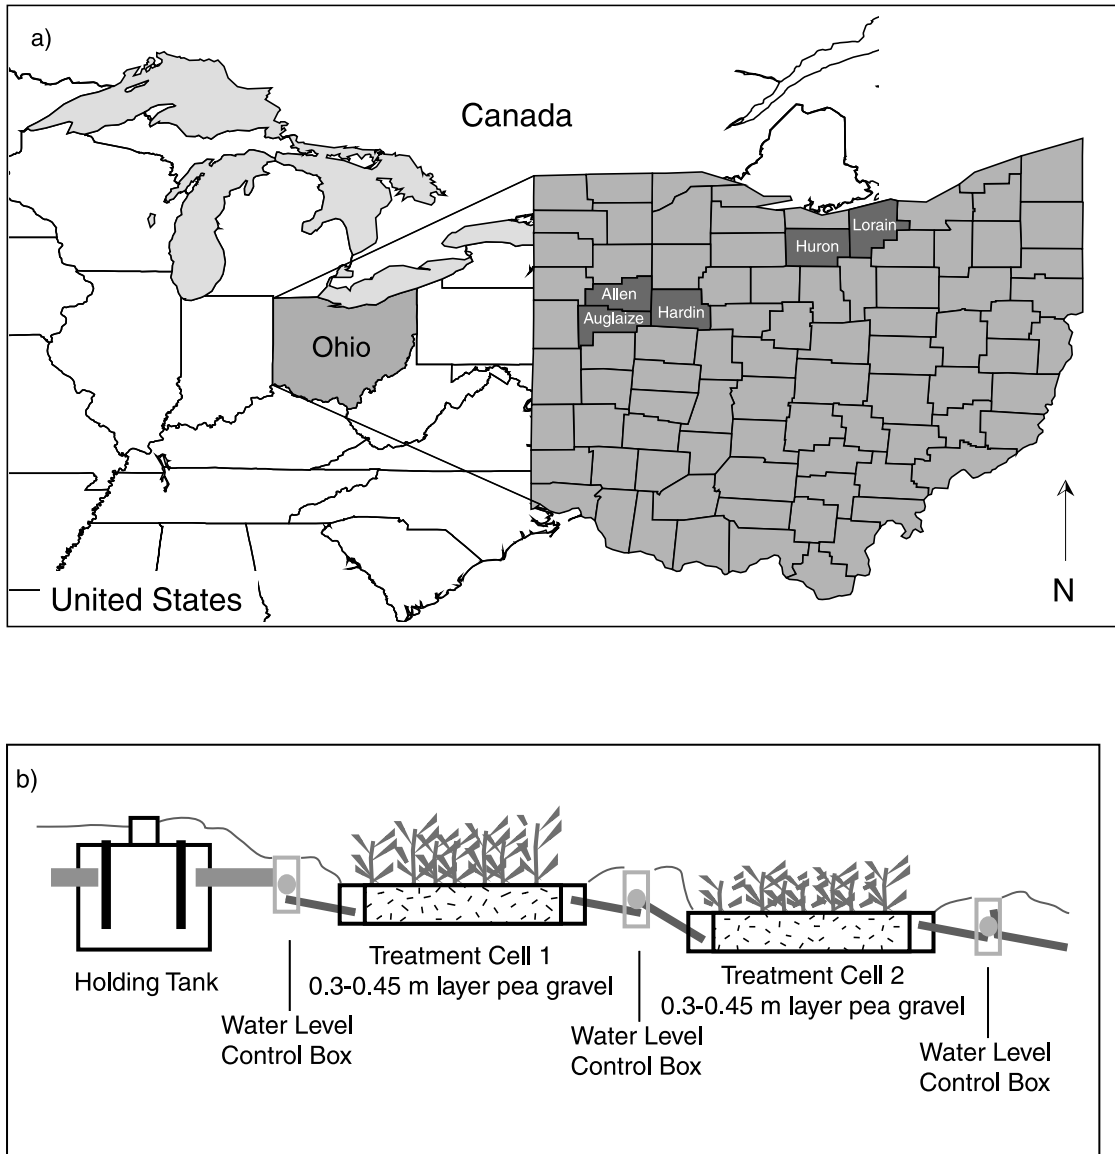 a)
Canada
Lorain
Huron
Allen
Auglaize
Hardin
Ohio
N
United States
b)
Holding Tank
Treatment Cell 1
0.3-0.45 m layer pea gravel
Treatment Cell 2
0.3-0.45 m layer pea gravel
Water Level
Control Box
Water Level
Control Box
Water Level
Control Box